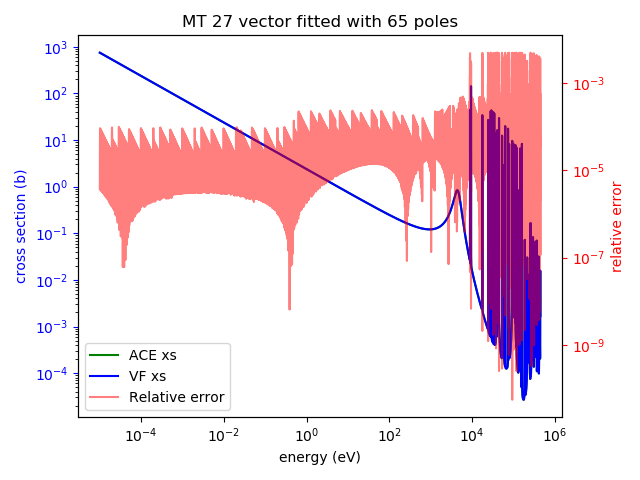 MT 27 vector fitted with 65 poles
10³
10²
10¹
10⁰
10⁻¹
10⁻²
10⁻³
10⁻⁴
cross section (b)
10⁻³
10⁻⁵
10⁻⁷
10⁻⁹
relative error
ACE xs
VF xs
Relative error
10⁻⁴ 10⁻² 10⁰ 10² 10⁴ 10⁶
energy (eV)